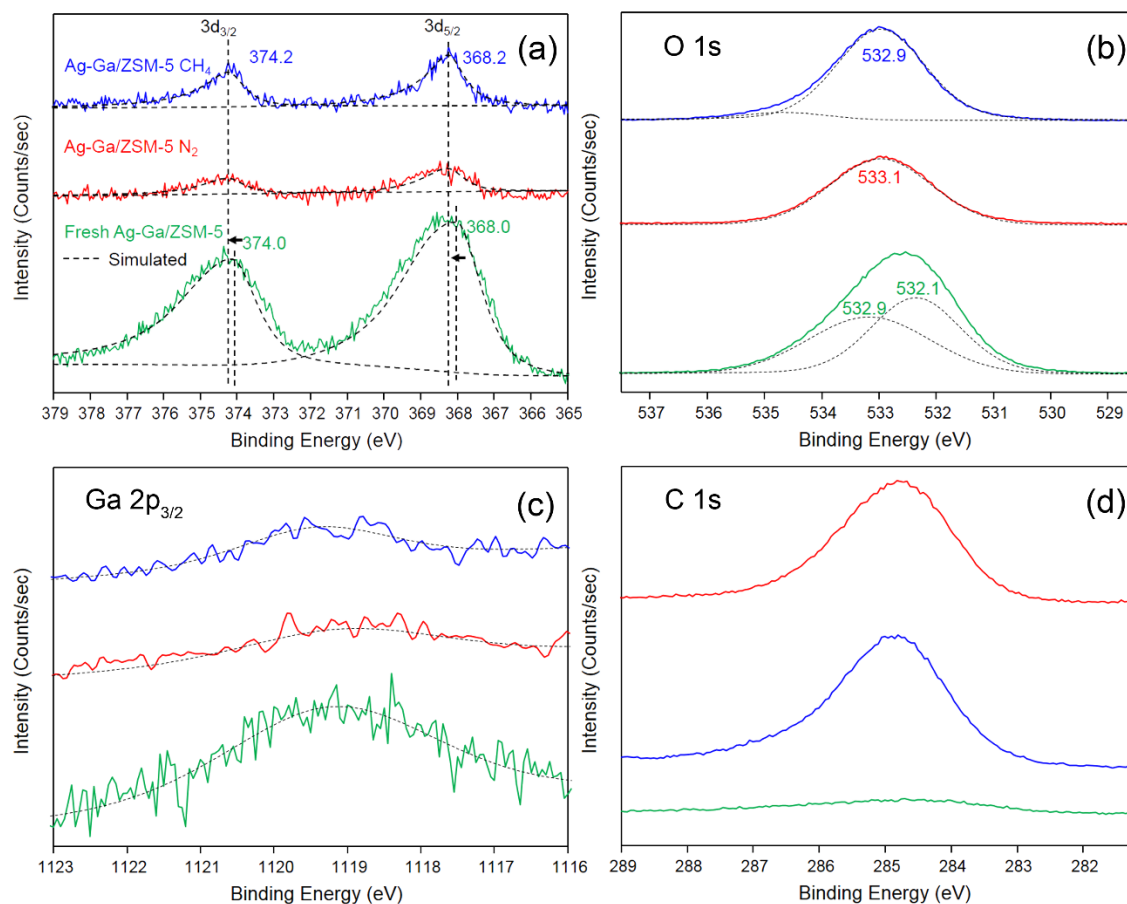 3d3/2
3d5/2
(a)
Ag-Ga/ZSM-5 CH4
374.2
368.2
Ag-Ga/ZSM-5 N2
Fresh Ag-Ga/ZSM-5
374.0
368.0
Simulated
Intensity (Counts/sec)
379 378 377 376 375 374 373 372 371 370 369 368 367 366 365
Binding Energy (eV)
O 1s
(b)
532.9
533.1
532.9
532.1
Intensity (Counts/sec)
537 536 535 534 533 532 531 530 529
Binding Energy (eV)
Ga 2p3/2
(c)
Intensity (Counts/sec)
1123 1122 1121 1120 1119 1118 1117 1116
Binding Energy (eV)
C 1s
(d)
Intensity (Counts/sec)
289 288 287 286 285 284 283 282
Binding Energy (eV)